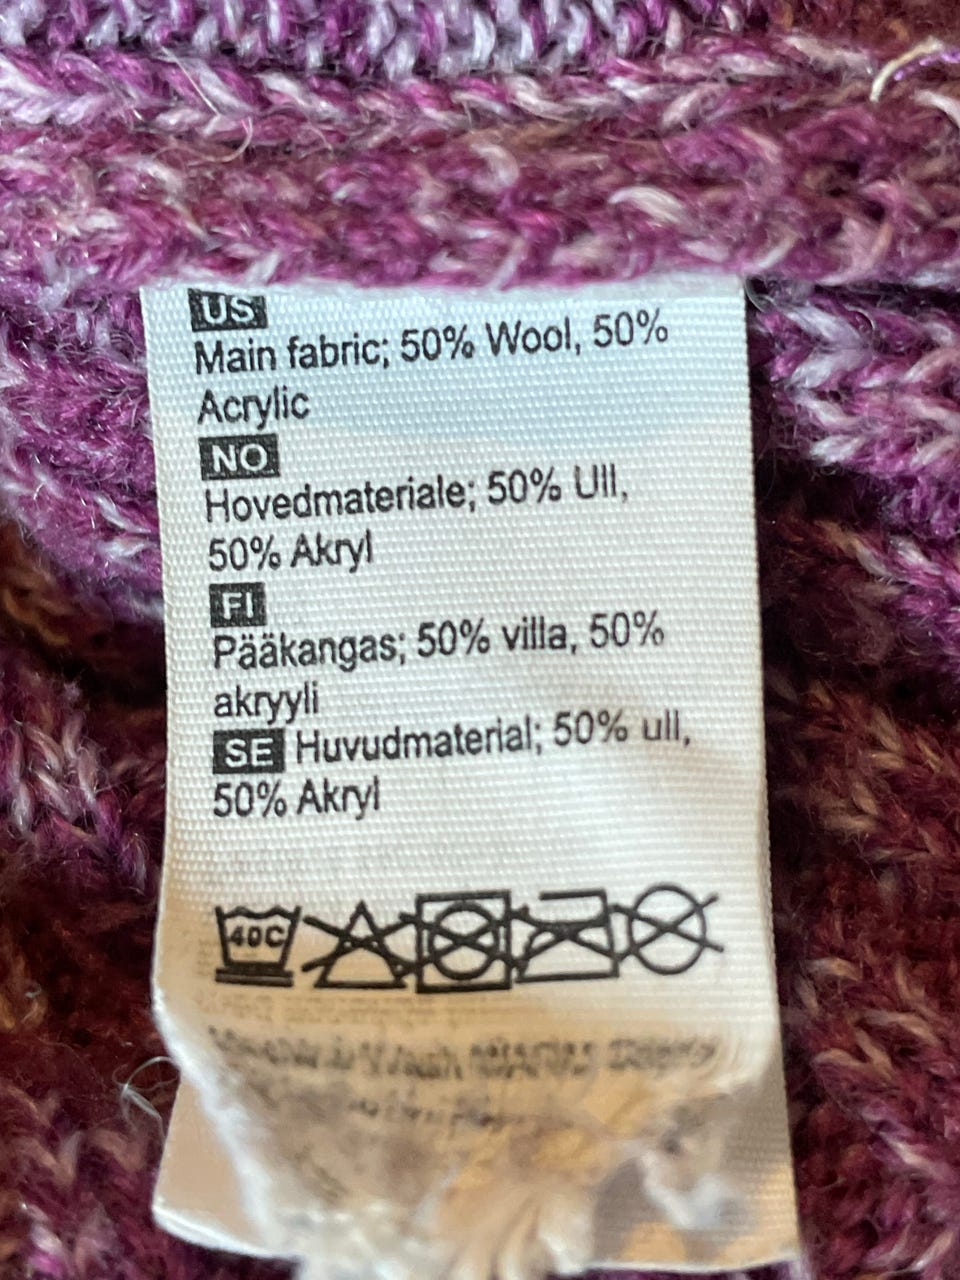 US
Main fabric; 50% Wool, 50%
Acrylic
NO
Hovedmateriale; 50% Ull,
50% Akryl
FI
Pääkangas; 50% villa, 50%
akryyli
SE Huvudmaterial; 50% ull,
50% Akryl
40C